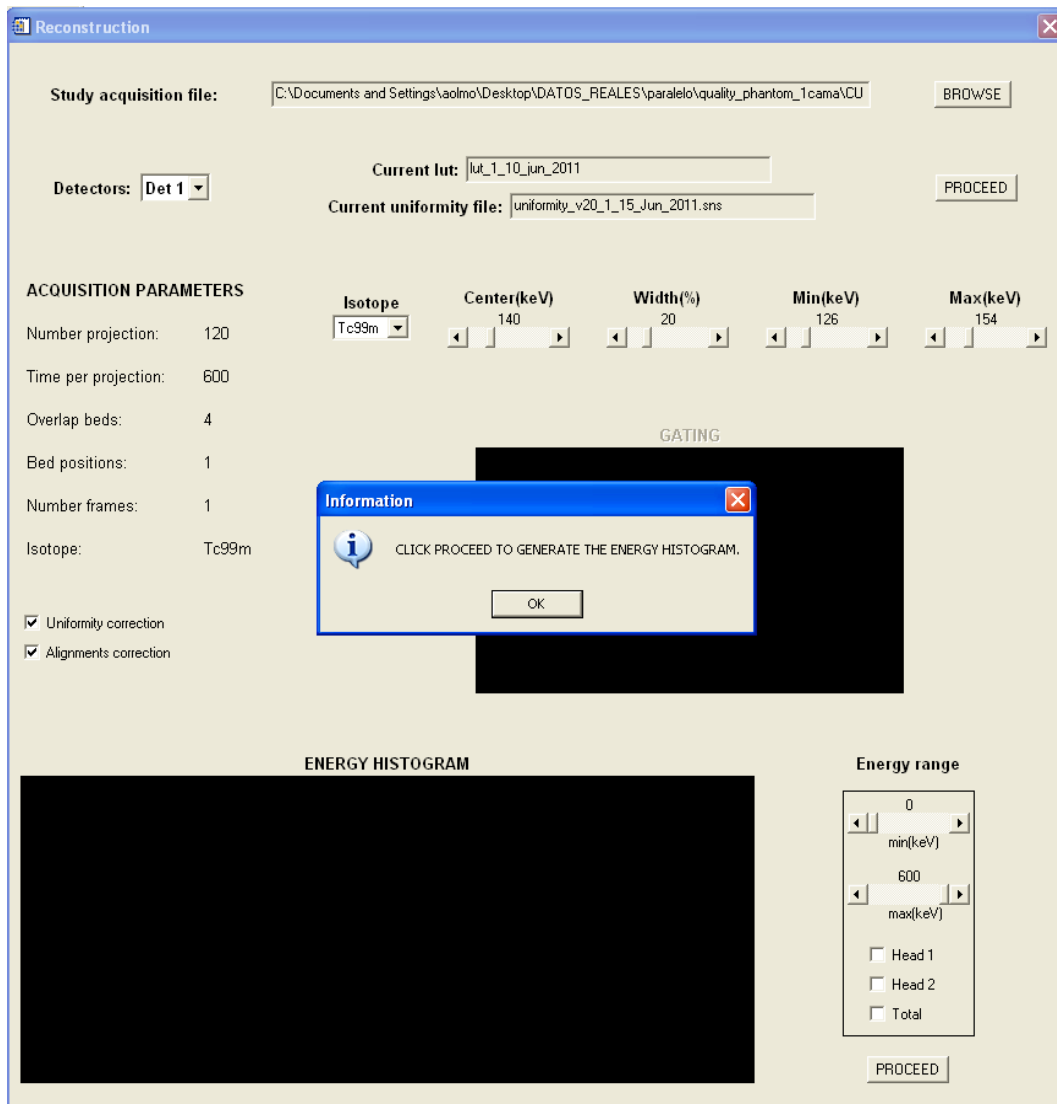 Reconstruction
Study acquisition file: C:\Documents and Settings\aolmo\Desktop\DATOS_REALES\paralelo\quality_phantom_1cama\CU BROWSE
Current lut: lut_1_10_jun_2011
Detectors: Det 1 PROCEED
Current uniformity file: uniformity_v20_1_15_Jun_2011.sns
ACQUISITION PARAMETERS
Isotope Center(keV) Width(%) Min(keV) Max(keV)
Tc99m 140 20 126 154
Number projection: 120
Time per projection: 600
Overlap beds: 4
Bed positions: 1
Number frames: 1
Isotope: Tc99m
Uniformity correction
Alignments correction
GATING
Information
CLICK PROCEED TO GENERATE THE ENERGY HISTOGRAM.
OK
ENERGY HISTOGRAM
Energy range
0
min(keV)
600
max(keV)
Head 1
Head 2
Total
PROCEED